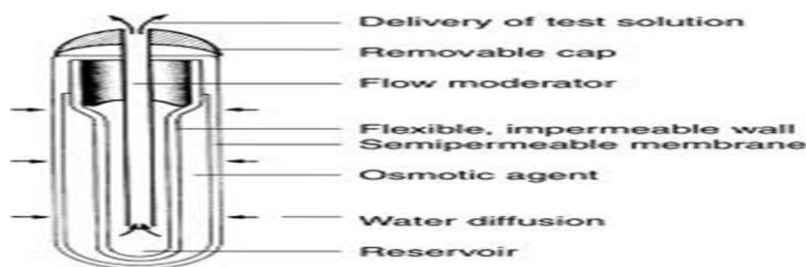 Delivery of test solution
Removable cap
Flow moderator
Flexible, impermeable wall
Semipermeable membrane
Osmotic agent
Water diffusion
Reservoir